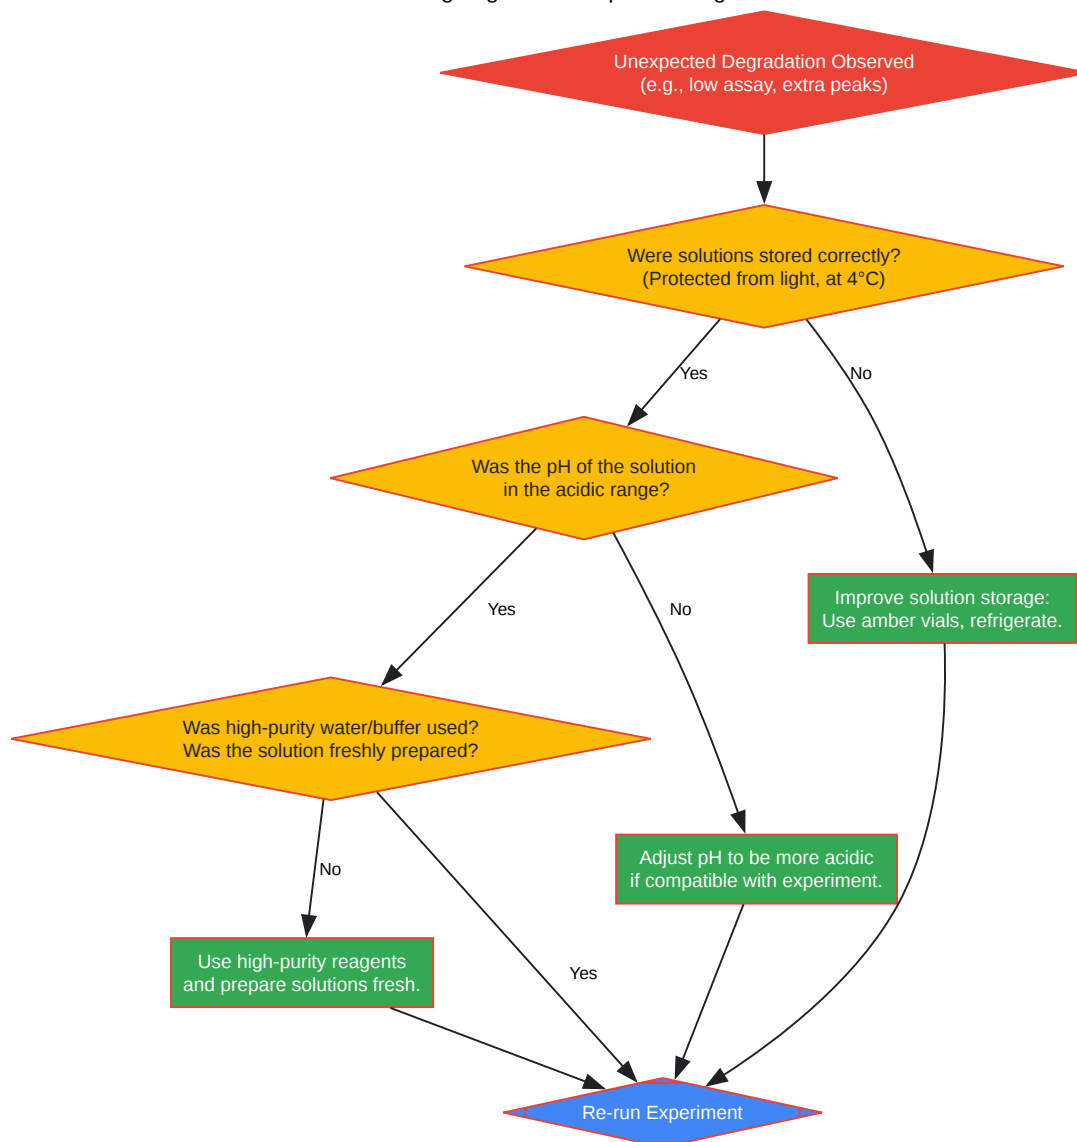 Unexpected Degradation Observed
(e.g., low assay, extra peaks)
Were solutions stored correctly?
(Protected from light, at 4°C)
Yes
No
Was the pH of the solution
in the acidic range?
Yes
No
Improve solution storage:
Use amber vials, refrigerate.
Was high-purity water/buffer used?
Was the solution freshly prepared?
No
Yes
Adjust pH to be more acidic
if compatible with experiment.
Use high-purity reagents
and prepare solutions fresh.
Re-run Experiment